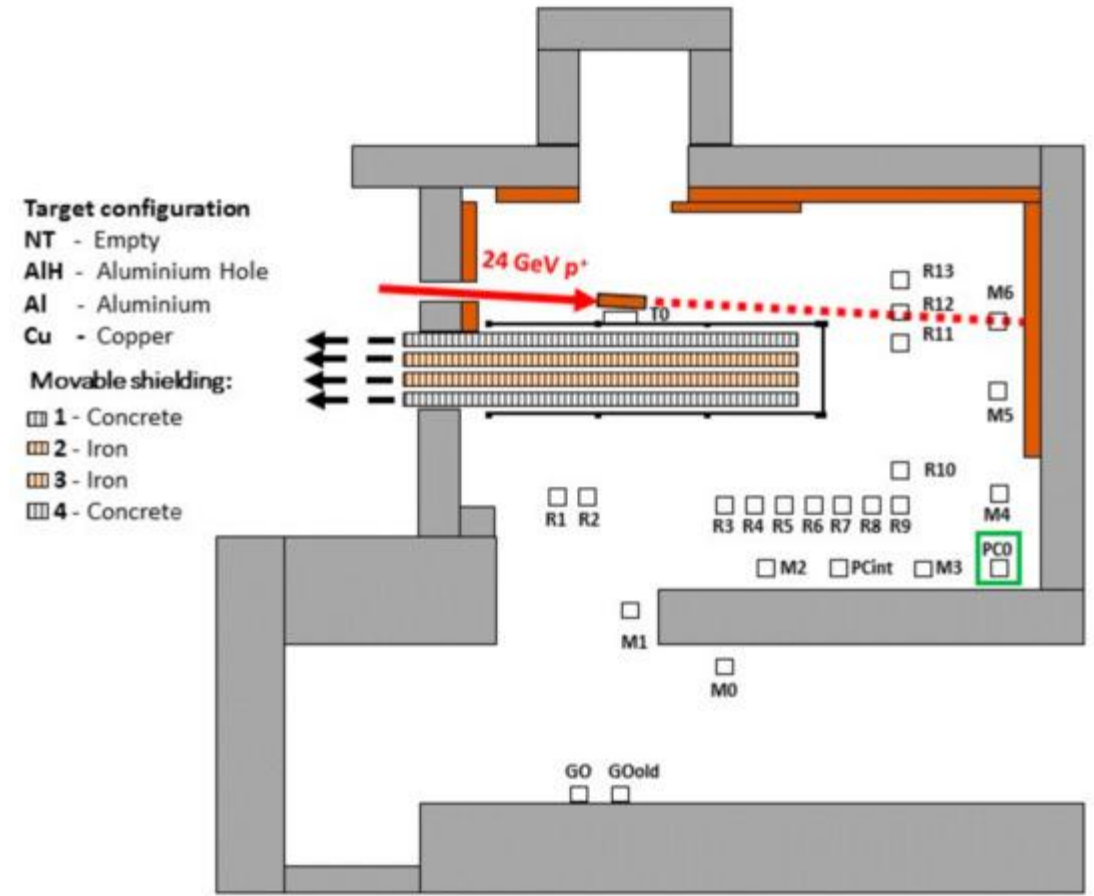 Target configuration
NT - Empty
AlH - Aluminium Hole
Al - Aluminium
Cu - Copper
Movable shielding:
1 - Concrete
2 - Iron
3 - Iron
4 - Concrete
24 GeV p⁺
T0
R13
R12
R11
M6
M5
R10
M4
R1 R2
R3 R4 R5 R6 R7 R8 R9
PC0
M2 PCint M3
M1
M0
GO GOold